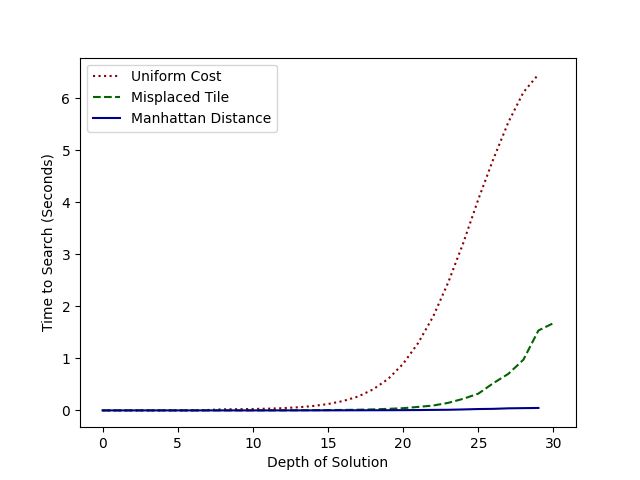 Uniform Cost
Misplaced Tile
Manhattan Distance
Time to Search (Seconds)
6
5
4
3
2
1
0
0 5 10 15 20 25 30
Depth of Solution